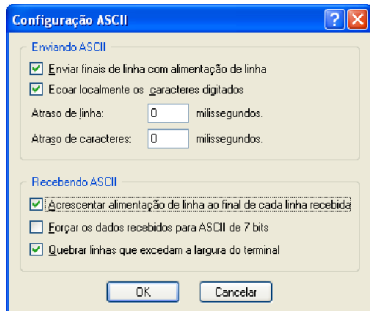 Configuração ASCII
Enviando ASCII
Enviar finais de linha com alimentação de linha
Ecoar localmente os caracteres digitados
Atraso de linha: 0 milissegundos.
Atraso de caracteres: 0 milissegundos.
Recebendo ASCII
Acrescentar alimentação de linha ao final de cada linha recebida
Forçar os dados recebidos para ASCII de 7 bits
Quebrar linhas que excedam a largura do terminal
OK Cancelar